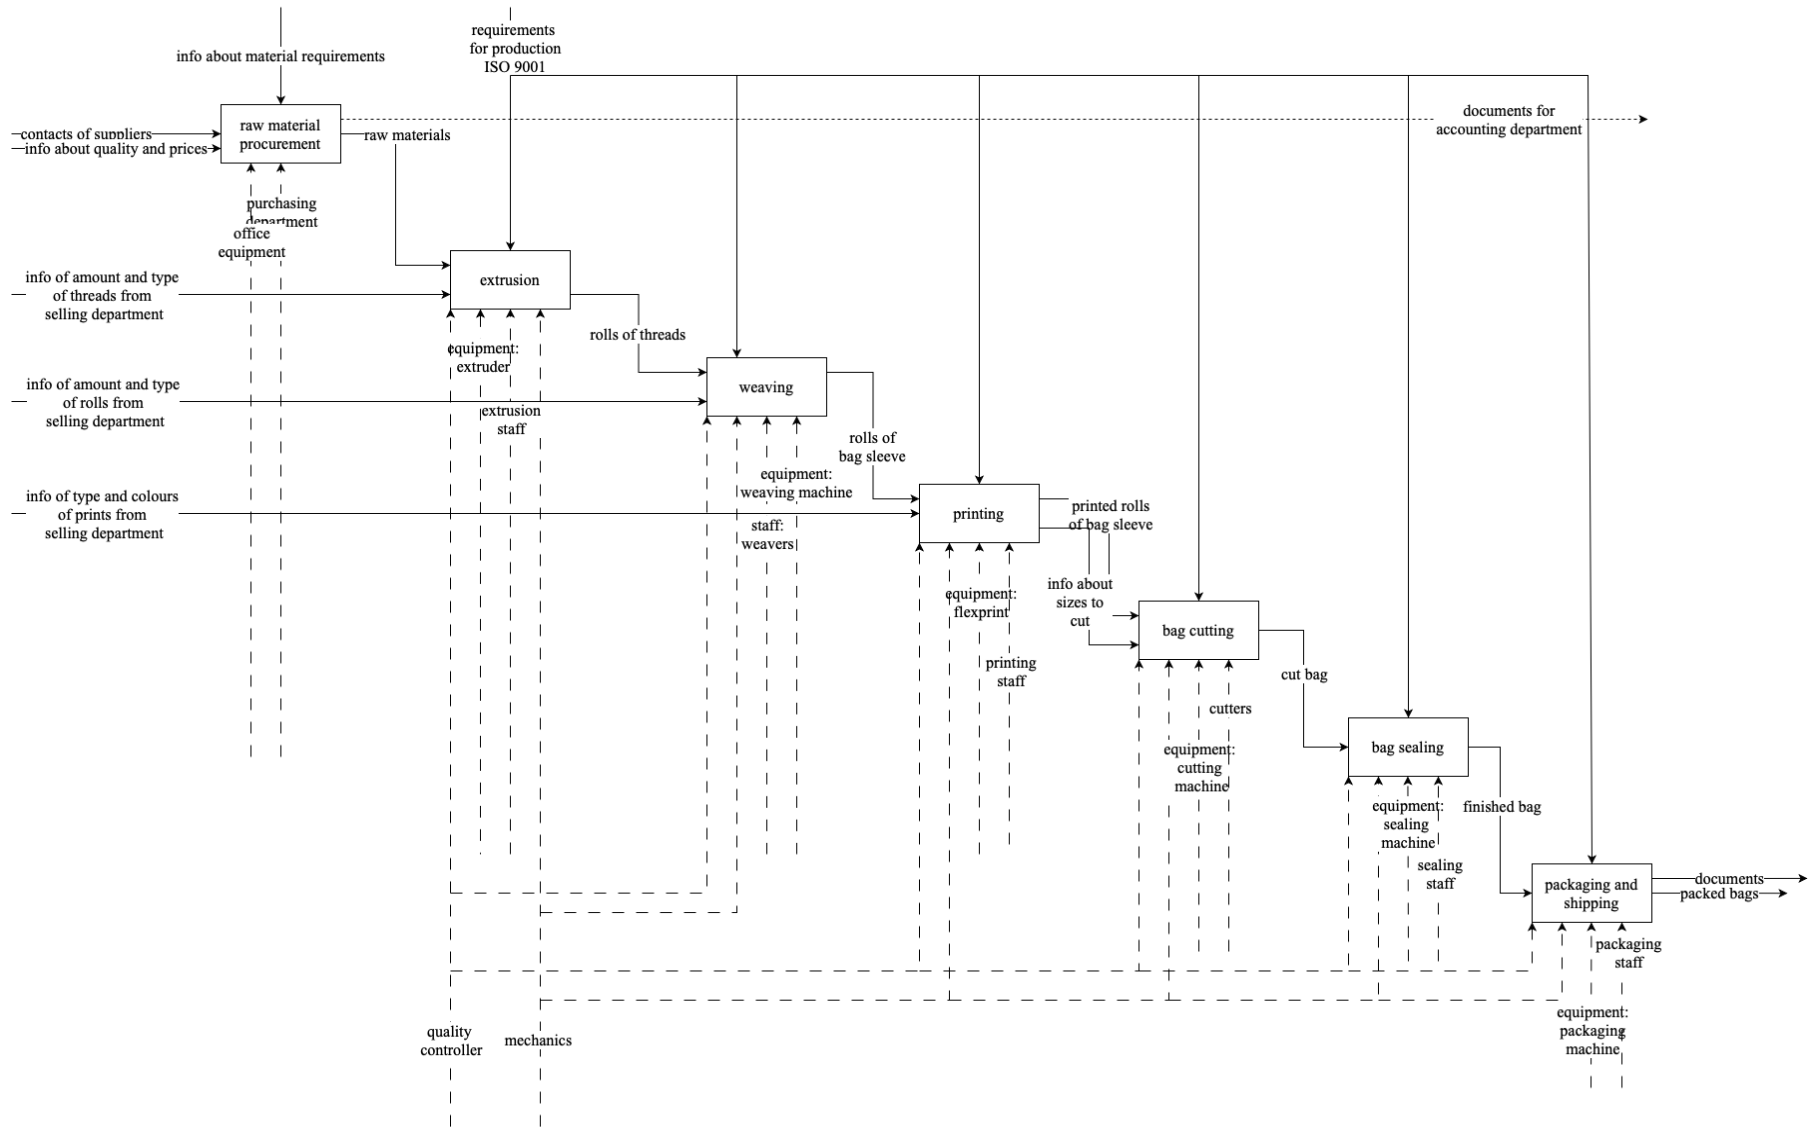 requirements
for production
ISO 9001
info about material requirements
documents for
accounting department
raw material
procurement
contacts of suppliers
info about quality and prices
raw materials
purchasing
department
office
equipment
info of amount and type
of threads from
selling department
extrusion
rolls of threads
equipment:
extruder
info of amount and type
of rolls from
selling department
weaving
extrusion
staff
rolls of
bag sleeve
equipment:
weaving machine
info of type and colours
of prints from
selling department
staff:
weavers
printing
printed rolls
of bag sleeve
equipment:
flexprint
info about
sizes to
cut
bag cutting
printing
staff
cut bag
cutters
equipment:
cutting
machine
bag sealing
equipment:
sealing
machine
finished bag
sealing
staff
packaging and
shipping
documents
packed bags
packaging
staff
equipment:
packaging
machine
quality
controller
mechanics